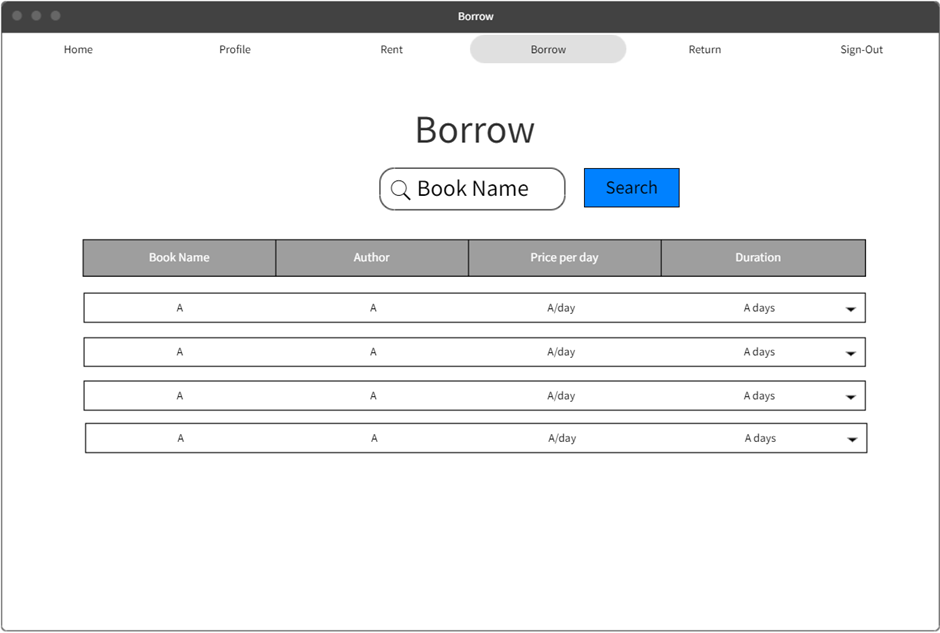 Borrow
Home Profile Rent Borrow Return Sign-Out
Borrow
Book Name Search
Book Name Author Price per day Duration
A A A/day A days
A A A/day A days
A A A/day A days
A A A/day A days